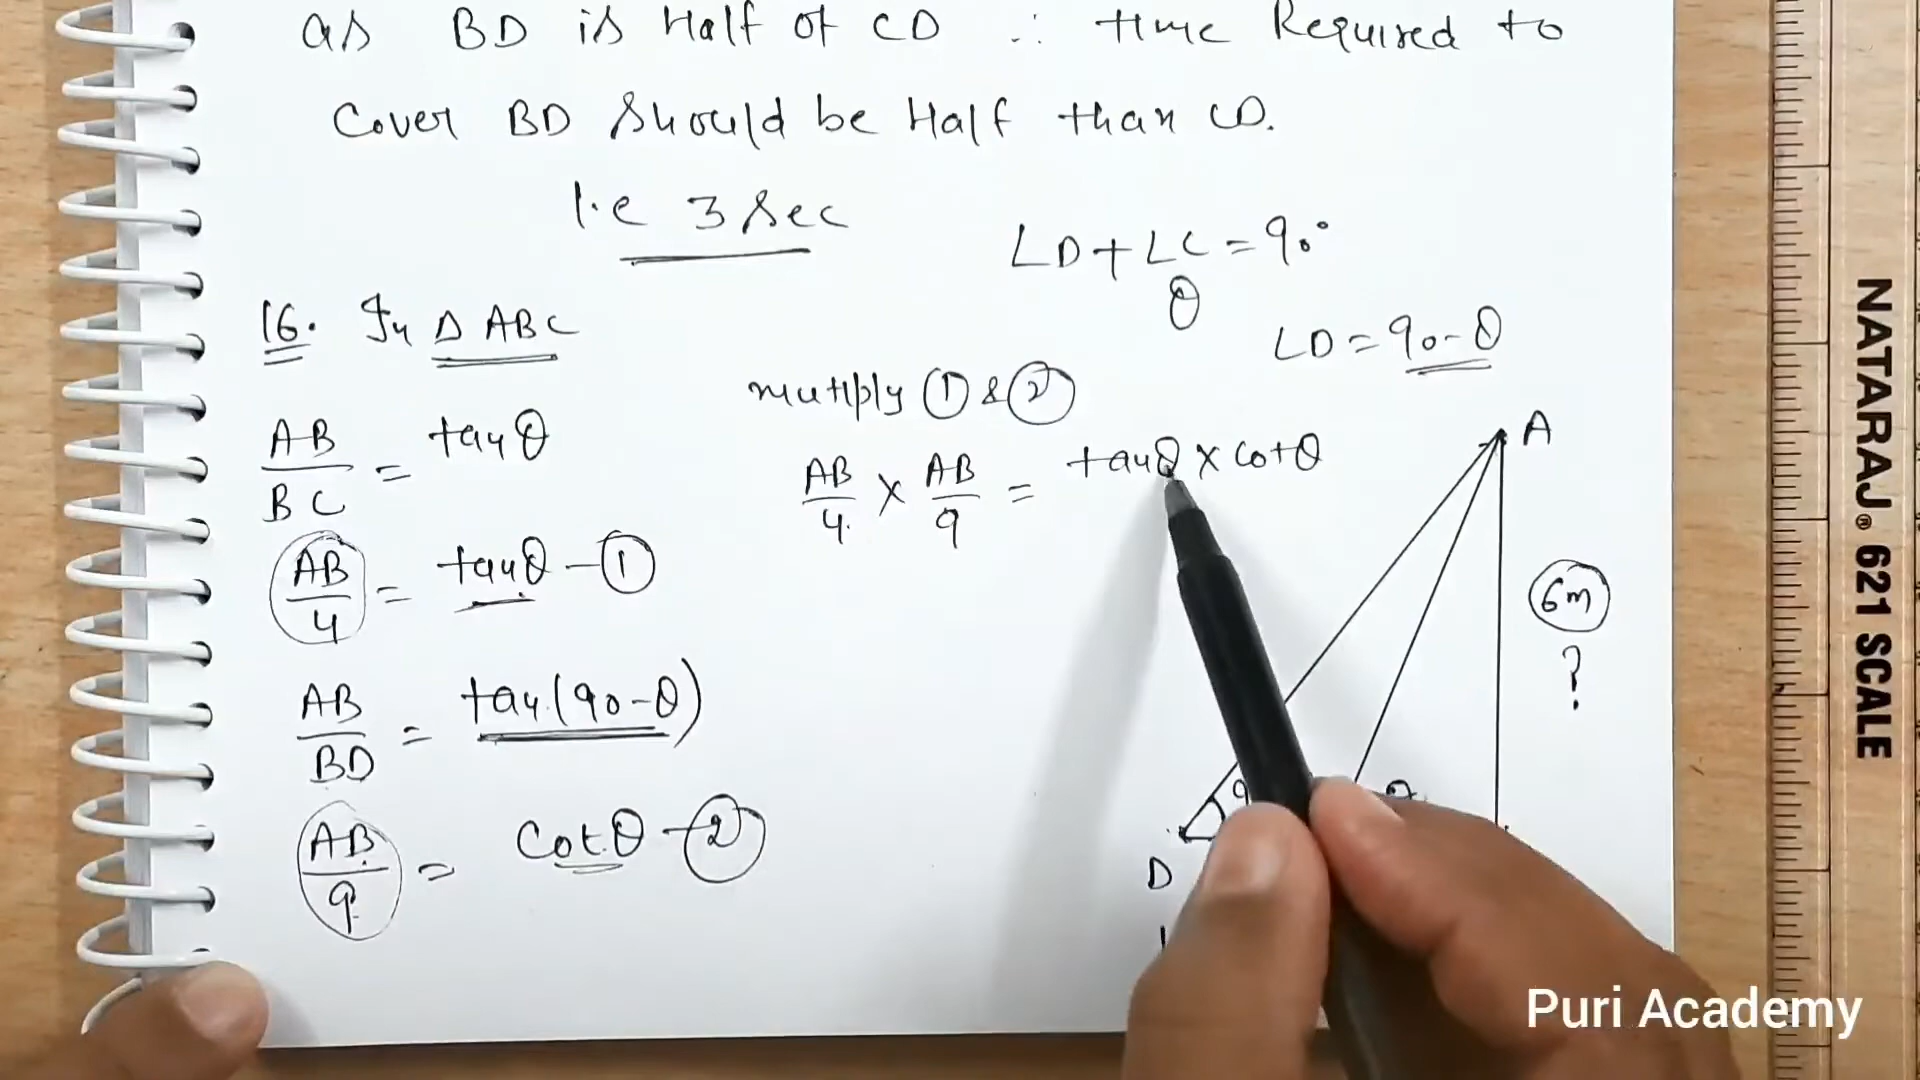 as BD is Half of CD ∴ time Required to
Cover BD should be Half than CD.
I.e 3 sec
∠D + ∠C = 90°
θ
∠D = 90-θ
16. In Δ ABC
AB/BC = tanθ
AB/4 = tanθ - ①
AB/BD = tan(90-θ)
AB/9 = Cotθ - ②
multiply ① & ②
AB/4 × AB/9 = tanθ × Cotθ
A
6m
?
D
NATARAJ® 621 SCALE
Puri Academy